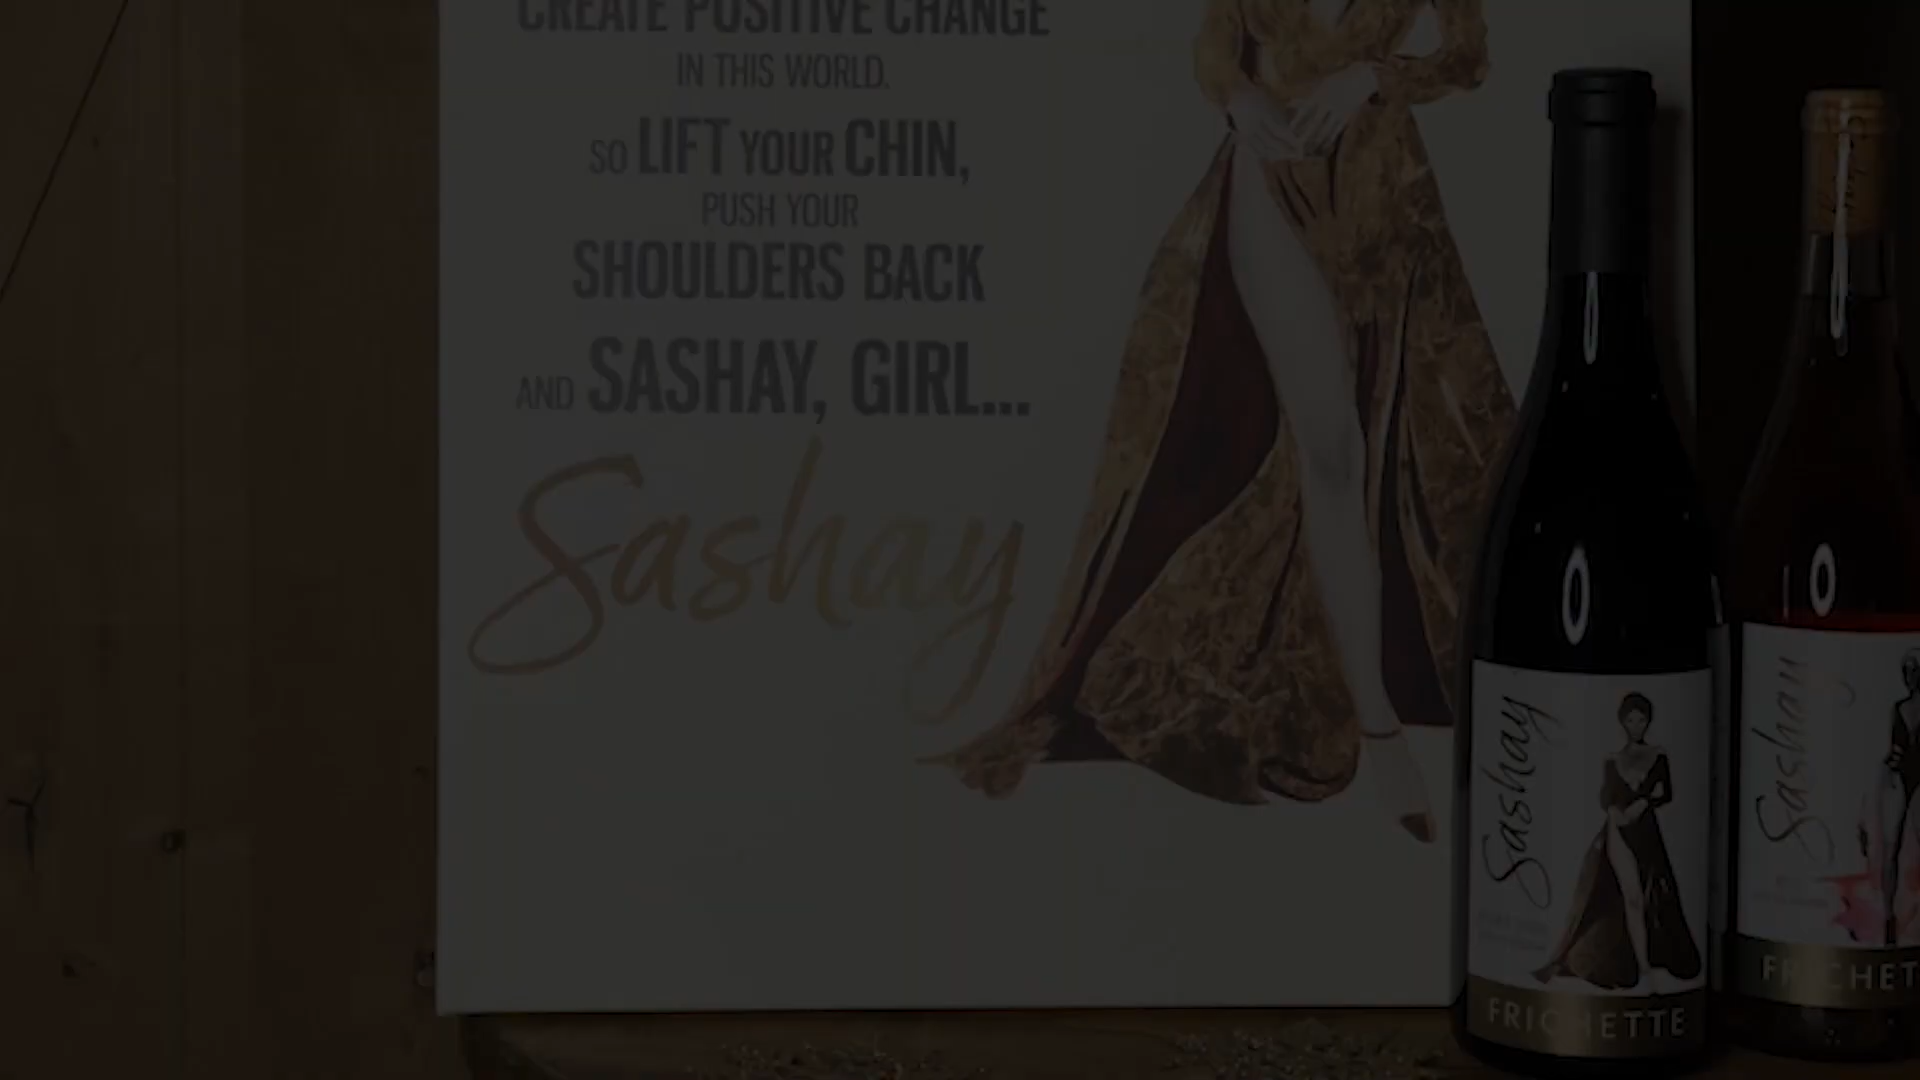 CREATE POSITIVE CHANGE
IN THIS WORLD.
SO LIFT YOUR CHIN,
PUSH YOUR
SHOULDERS BACK
AND SASHAY, GIRL...
Sashay
Sashay
FRICHETTE
Sashay
FRICHET